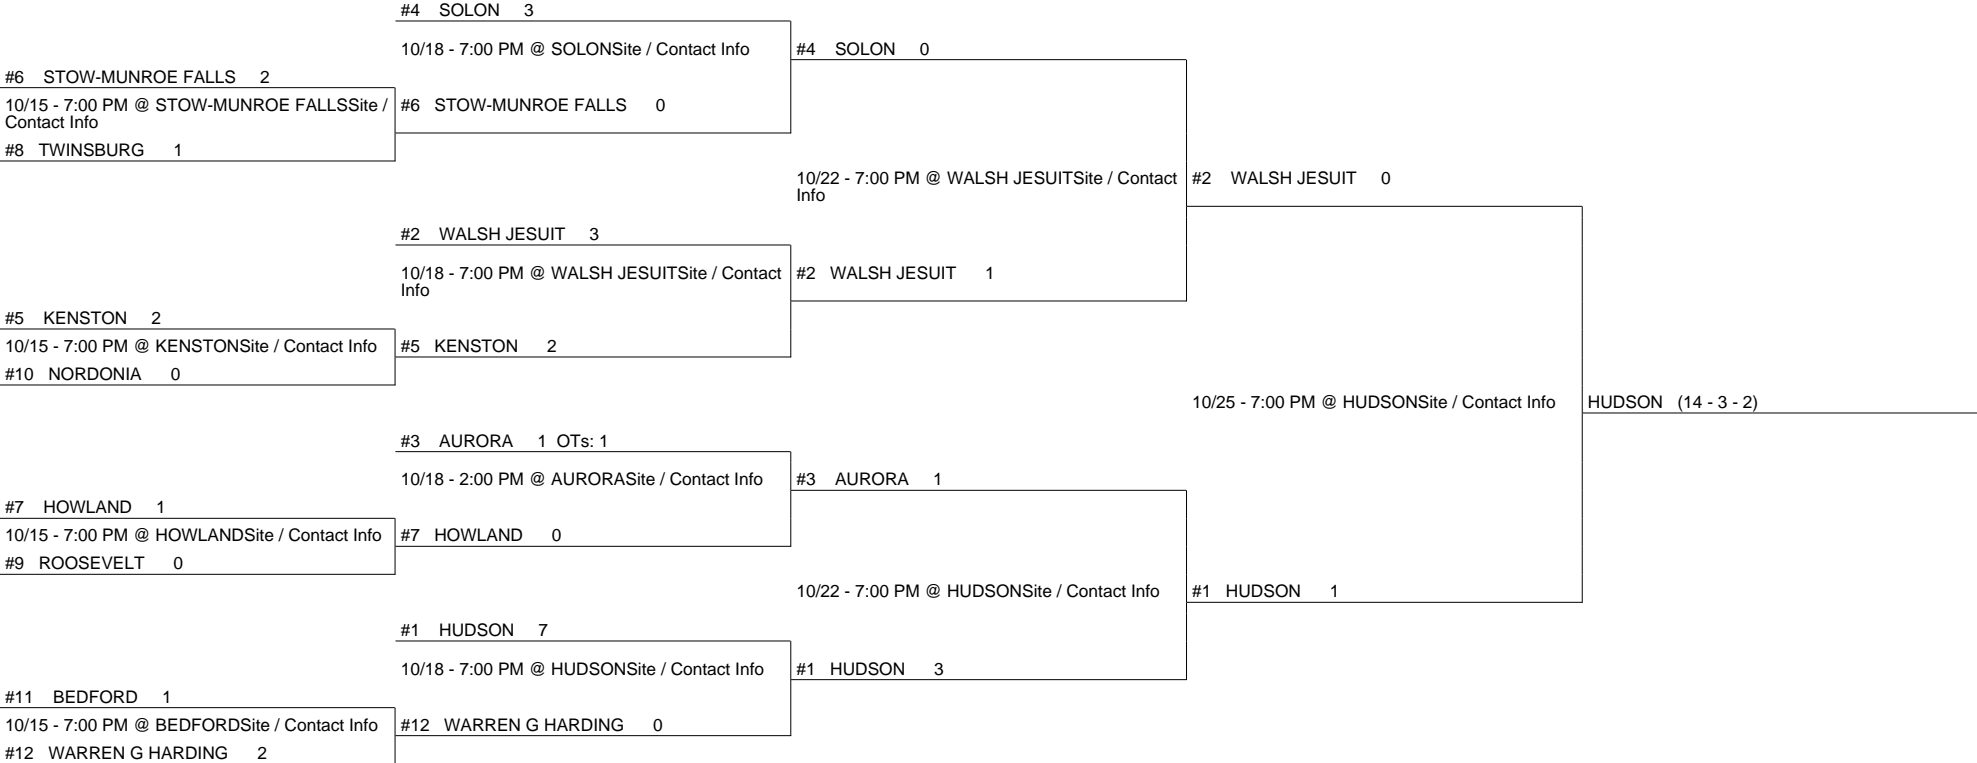 #4 SOLON 3
10/18 - 7:00 PM @ SOLONSite / Contact Info
#4 SOLON 0
#6 STOW-MUNROE FALLS 2
10/15 - 7:00 PM @ STOW-MUNROE FALLSSite /
Contact Info
#6 STOW-MUNROE FALLS 0
#8 TWINSBURG 1
10/22 - 7:00 PM @ WALSH JESUITSite / Contact
Info
#2 WALSH JESUIT 0
#2 WALSH JESUIT 3
10/18 - 7:00 PM @ WALSH JESUITSite / Contact
Info
#2 WALSH JESUIT 1
#5 KENSTON 2
10/15 - 7:00 PM @ KENSTONSite / Contact Info
#5 KENSTON 2
#10 NORDONIA 0
10/25 - 7:00 PM @ HUDSONSite / Contact Info
HUDSON (14 - 3 - 2)
#3 AURORA 1 OTs: 1
10/18 - 2:00 PM @ AURORASite / Contact Info
#3 AURORA 1
#7 HOWLAND 1
10/15 - 7:00 PM @ HOWLANDSite / Contact Info
#7 HOWLAND 0
#9 ROOSEVELT 0
10/22 - 7:00 PM @ HUDSONSite / Contact Info
#1 HUDSON 1
#1 HUDSON 7
10/18 - 7:00 PM @ HUDSONSite / Contact Info
#1 HUDSON 3
#11 BEDFORD 1
10/15 - 7:00 PM @ BEDFORDSite / Contact Info
#12 WARREN G HARDING 0
#12 WARREN G HARDING 2